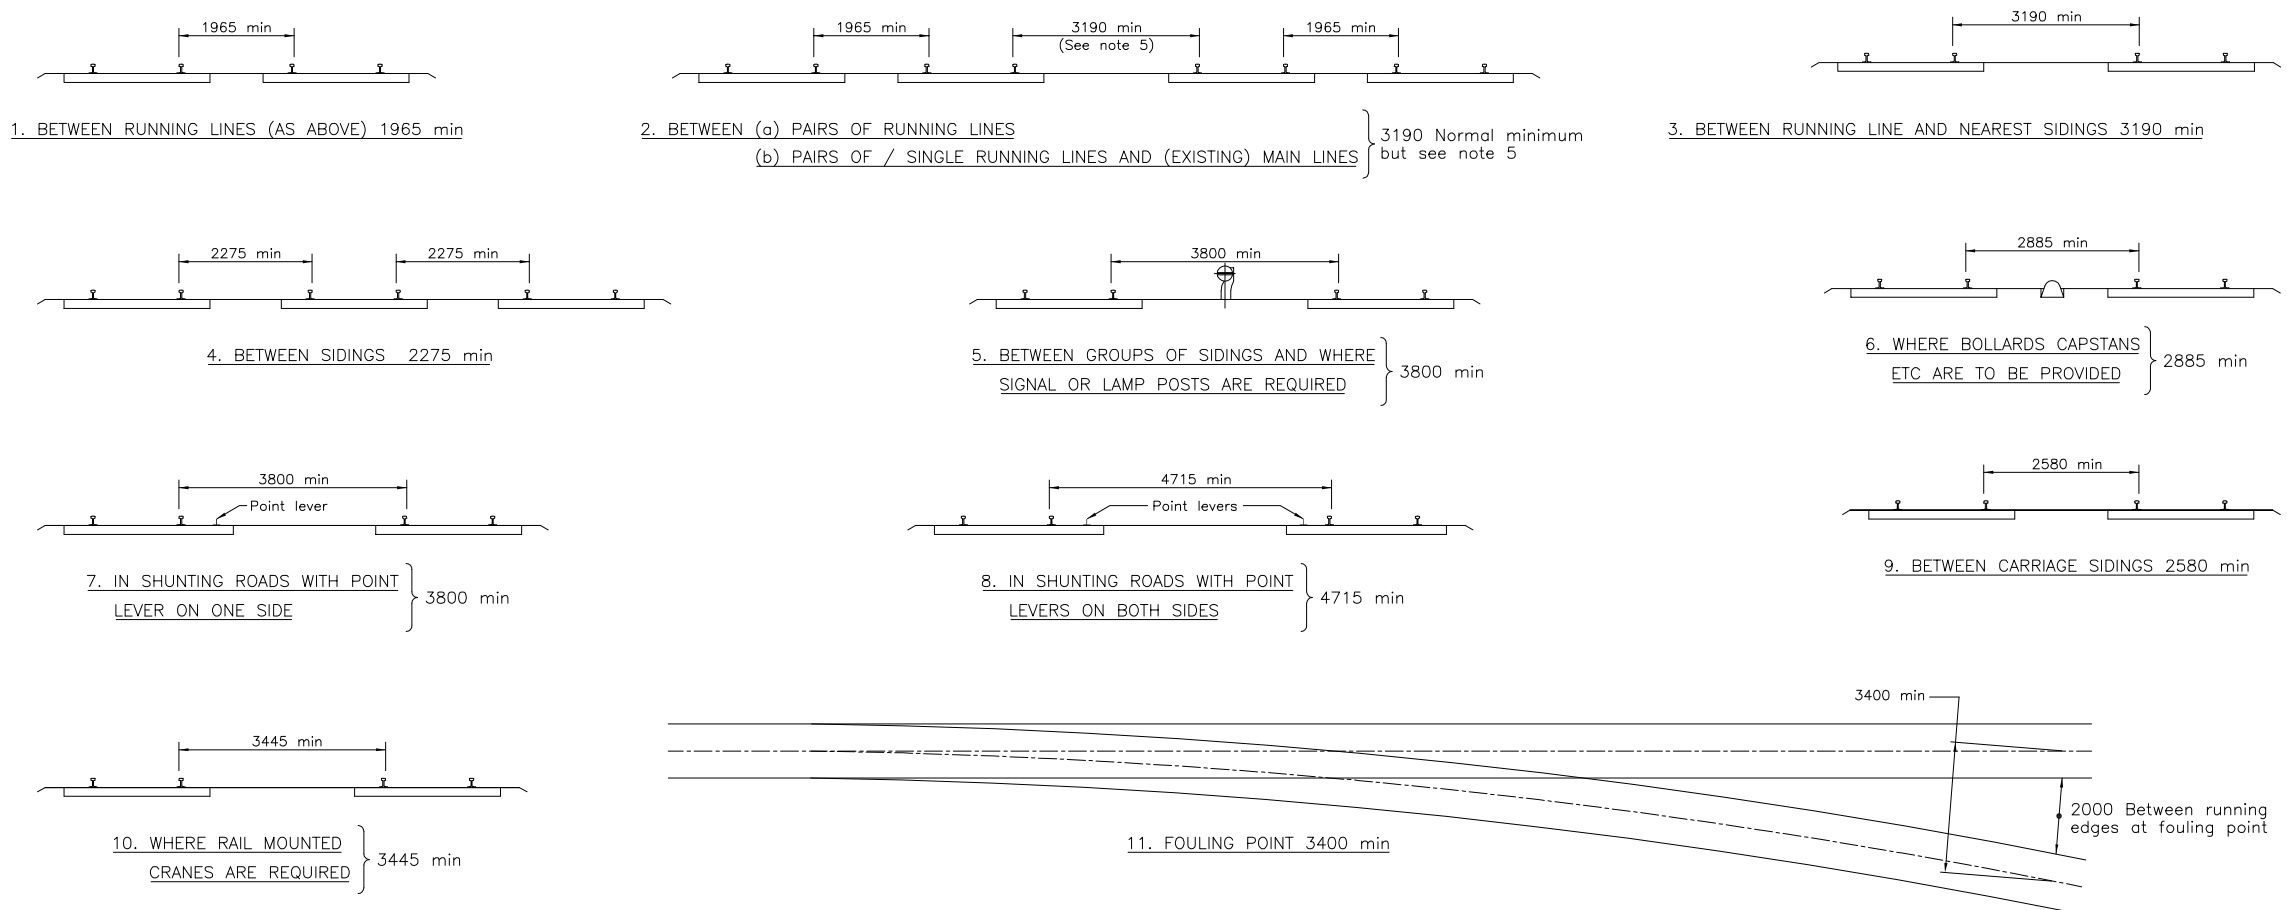 1965 min
1. BETWEEN RUNNING LINES (AS ABOVE) 1965 min
1965 min
3190 min
(See note 5)
1965 min
2. BETWEEN (a) PAIRS OF RUNNING LINES
(b) PAIRS OF / SINGLE RUNNING LINES AND (EXISTING) MAIN LINES
3190 Normal minimum
but see note 5
3190 min
3. BETWEEN RUNNING LINE AND NEAREST SIDINGS 3190 min
2275 min
2275 min
4. BETWEEN SIDINGS 2275 min
3800 min
5. BETWEEN GROUPS OF SIDINGS AND WHERE
SIGNAL OR LAMP POSTS ARE REQUIRED
3800 min
2885 min
6. WHERE BOLLARDS CAPSTANS
ETC ARE TO BE PROVIDED
2885 min
3800 min
Point lever
7. IN SHUNTING ROADS WITH POINT
LEVER ON ONE SIDE
3800 min
4715 min
Point levers
8. IN SHUNTING ROADS WITH POINT
LEVERS ON BOTH SIDES
4715 min
2580 min
9. BETWEEN CARRIAGE SIDINGS 2580 min
3445 min
10. WHERE RAIL MOUNTED
CRANES ARE REQUIRED
3445 min
3400 min
2000 Between running
edges at fouling point
11. FOULING POINT 3400 min